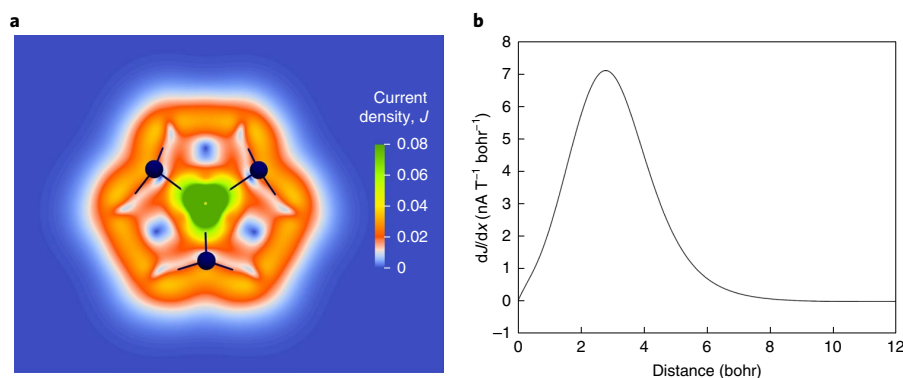 a
Current
density, J
0.08
0.06
0.04
0.02
0
b
dJ/dx (nA T⁻¹ bohr⁻¹)
8
7
6
5
4
3
2
1
0
–1
0 2 4 6 8 10 12
Distance (bohr)